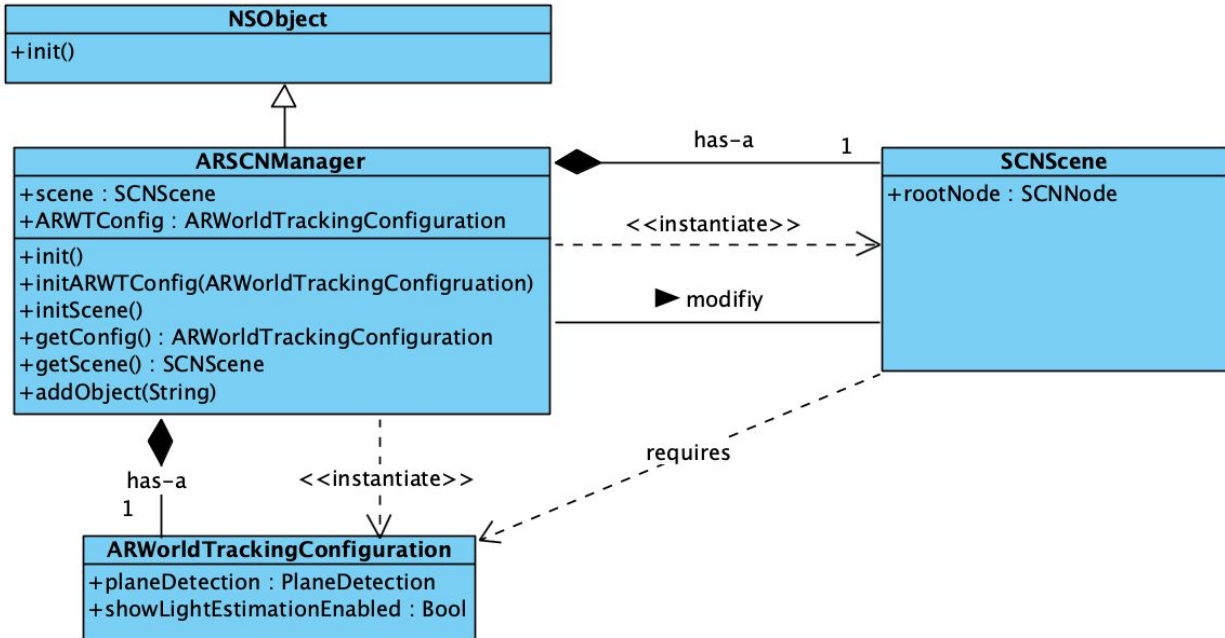 NSObject
+init()
ARSCNManager
+scene : SCNScene
+ARWTConfig : ARWorldTrackingConfiguration
+init()
+initARWTConfig(ARWorldTrackingConfigruation)
+initScene()
+getConfig() : ARWorldTrackingConfiguration
+getScene() : SCNScene
+addObject(String)
has-a
1
<<instantiate>>
modifiy
SCNScene
+rootNode : SCNNode
requires
has-a
1
<<instantiate>>
ARWorldTrackingConfiguration
+planeDetection : PlaneDetection
+showLightEstimationEnabled : Bool